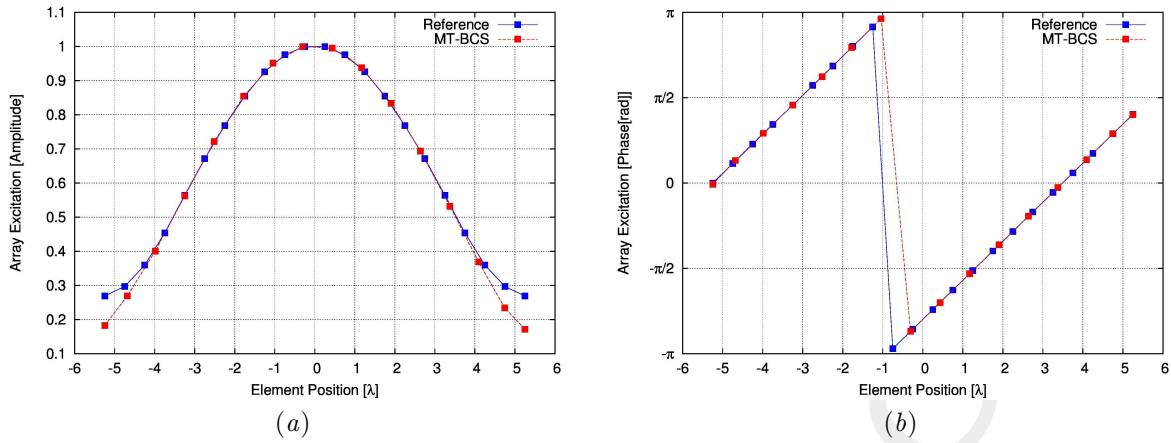 Reference
MT-BCS
1
0.9
0.8
0.7
0.6
0.5
0.4
0.3
0.2
0.1
Array Excitation [Amplitude]
-6 -5 -4 -3 -2 -1 0 1 2 3 4 5 6
Element Position [λ]
(a)
Reference
MT-BCS
π
π/2
0
-π/2
-π
Array Excitation [Phase[rad]]
-6 -5 -4 -3 -2 -1 0 1 2 3 4 5 6
Element Position [λ]
(b)